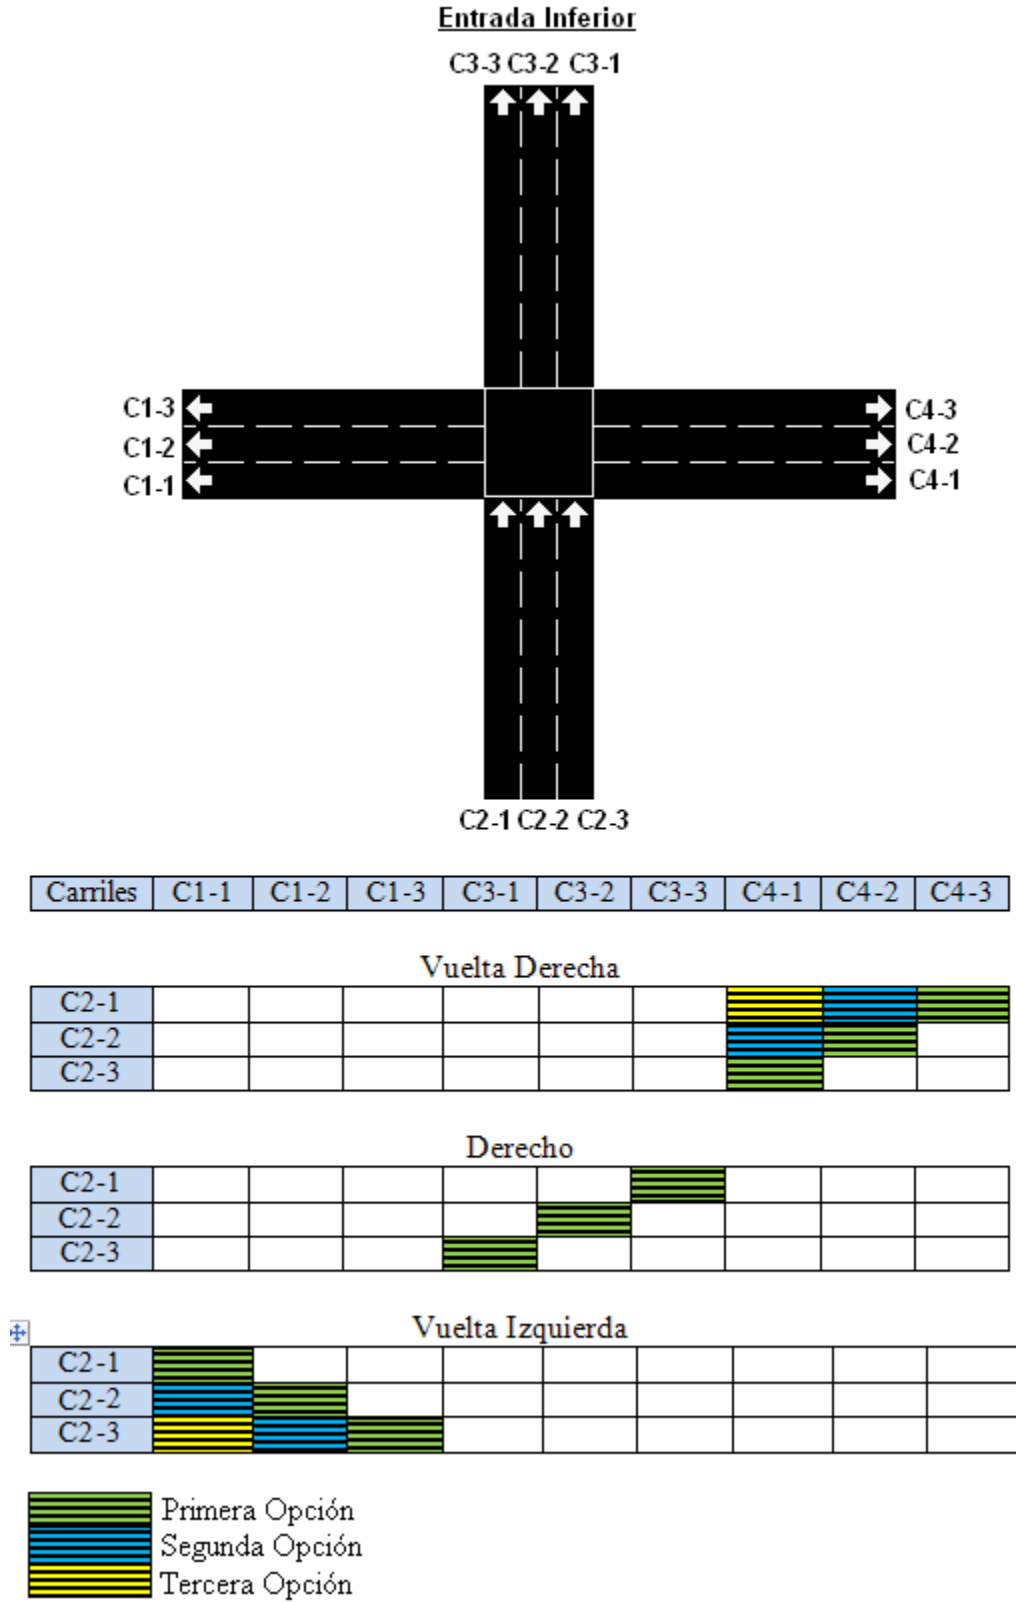 Entrada Inferior
C3-3 C3-2 C3-1
C1-3
C1-2
C1-1
C4-3
C4-2
C4-1
C2-1 C2-2 C2-3
Carriles C1-1 C1-2 C1-3 C3-1 C3-2 C3-3 C4-1 C4-2 C4-3
Vuelta Derecha
C2-1
C2-2
C2-3
Derecho
C2-1
C2-2
C2-3
Vuelta Izquierda
C2-1
C2-2
C2-3
Primera Opción
Segunda Opción
Tercera Opción